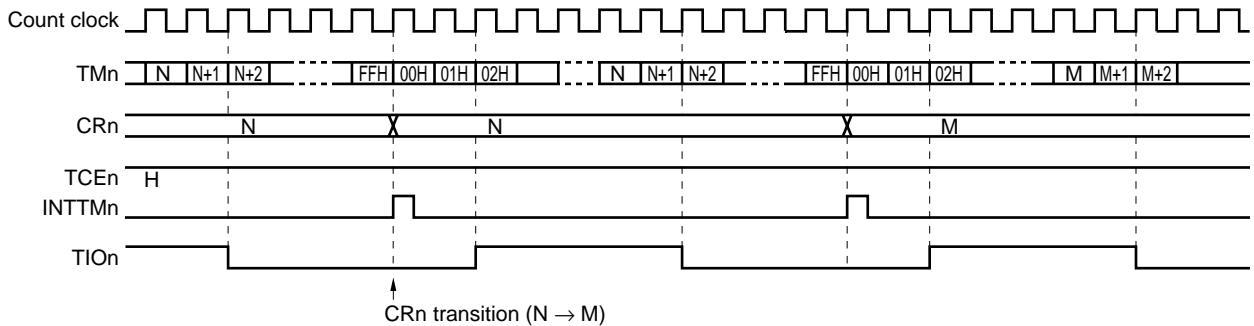 Count clock
TMn N N+1 N+2 FFH 00H 01H 02H N N+1 N+2 FFH 00H 01H 02H M M+1 M+2
CRn N N M
TCEn H
INTTMn
TIOn
CRn transition (N → M)